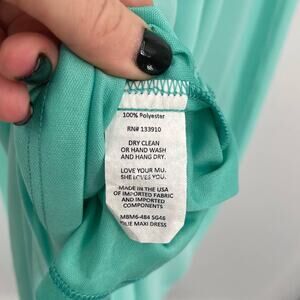 100% Polyester
RN# 133910
DRY CLEAN
OR HAND WASH
AND HANG DRY.
LOVE YOUR MU.
SHE LOVES YOU.
MADE IN THE USA
OF IMPORTED FABRIC
AND IMPORTED
COMPONENTS
MBM6-484 SG46
MAXI DRESS